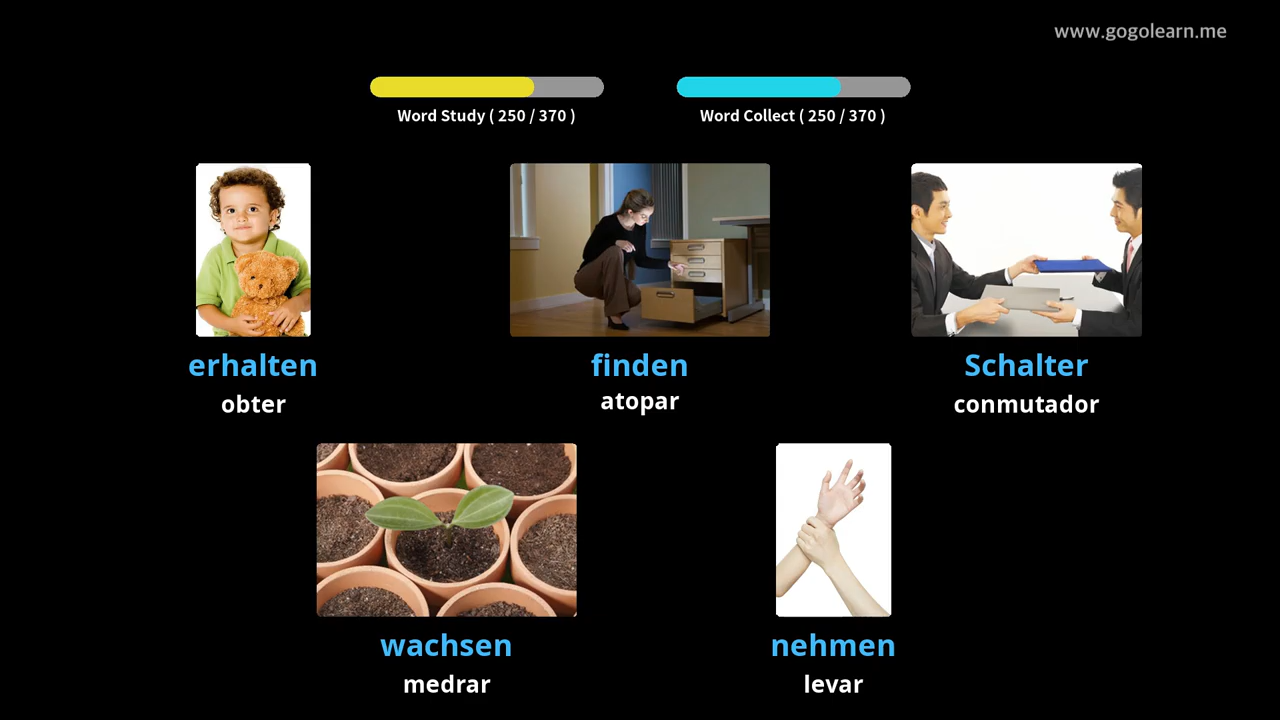 www.gogolearn.me
Word Study ( 250 / 370 )
Word Collect ( 250 / 370 )
erhalten
obter
finden
atopar
Schalter
conmutador
wachsen
medrar
nehmen
levar